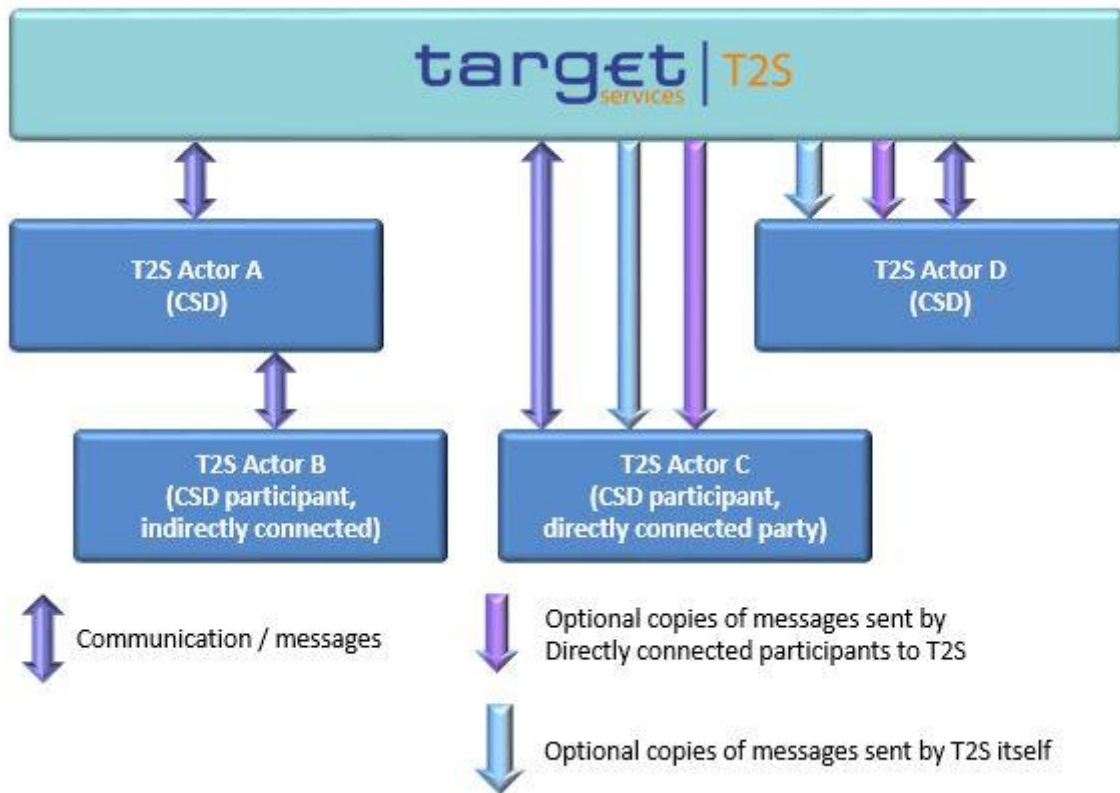 target services | T2S
T2S Actor A
(CSD)
T2S Actor D
(CSD)
T2S Actor B
(CSD participant,
indirectly connected)
T2S Actor C
(CSD participant,
directly connected party)
Communication / messages
Optional copies of messages sent by
Directly connected participants to T2S
Optional copies of messages sent by T2S itself